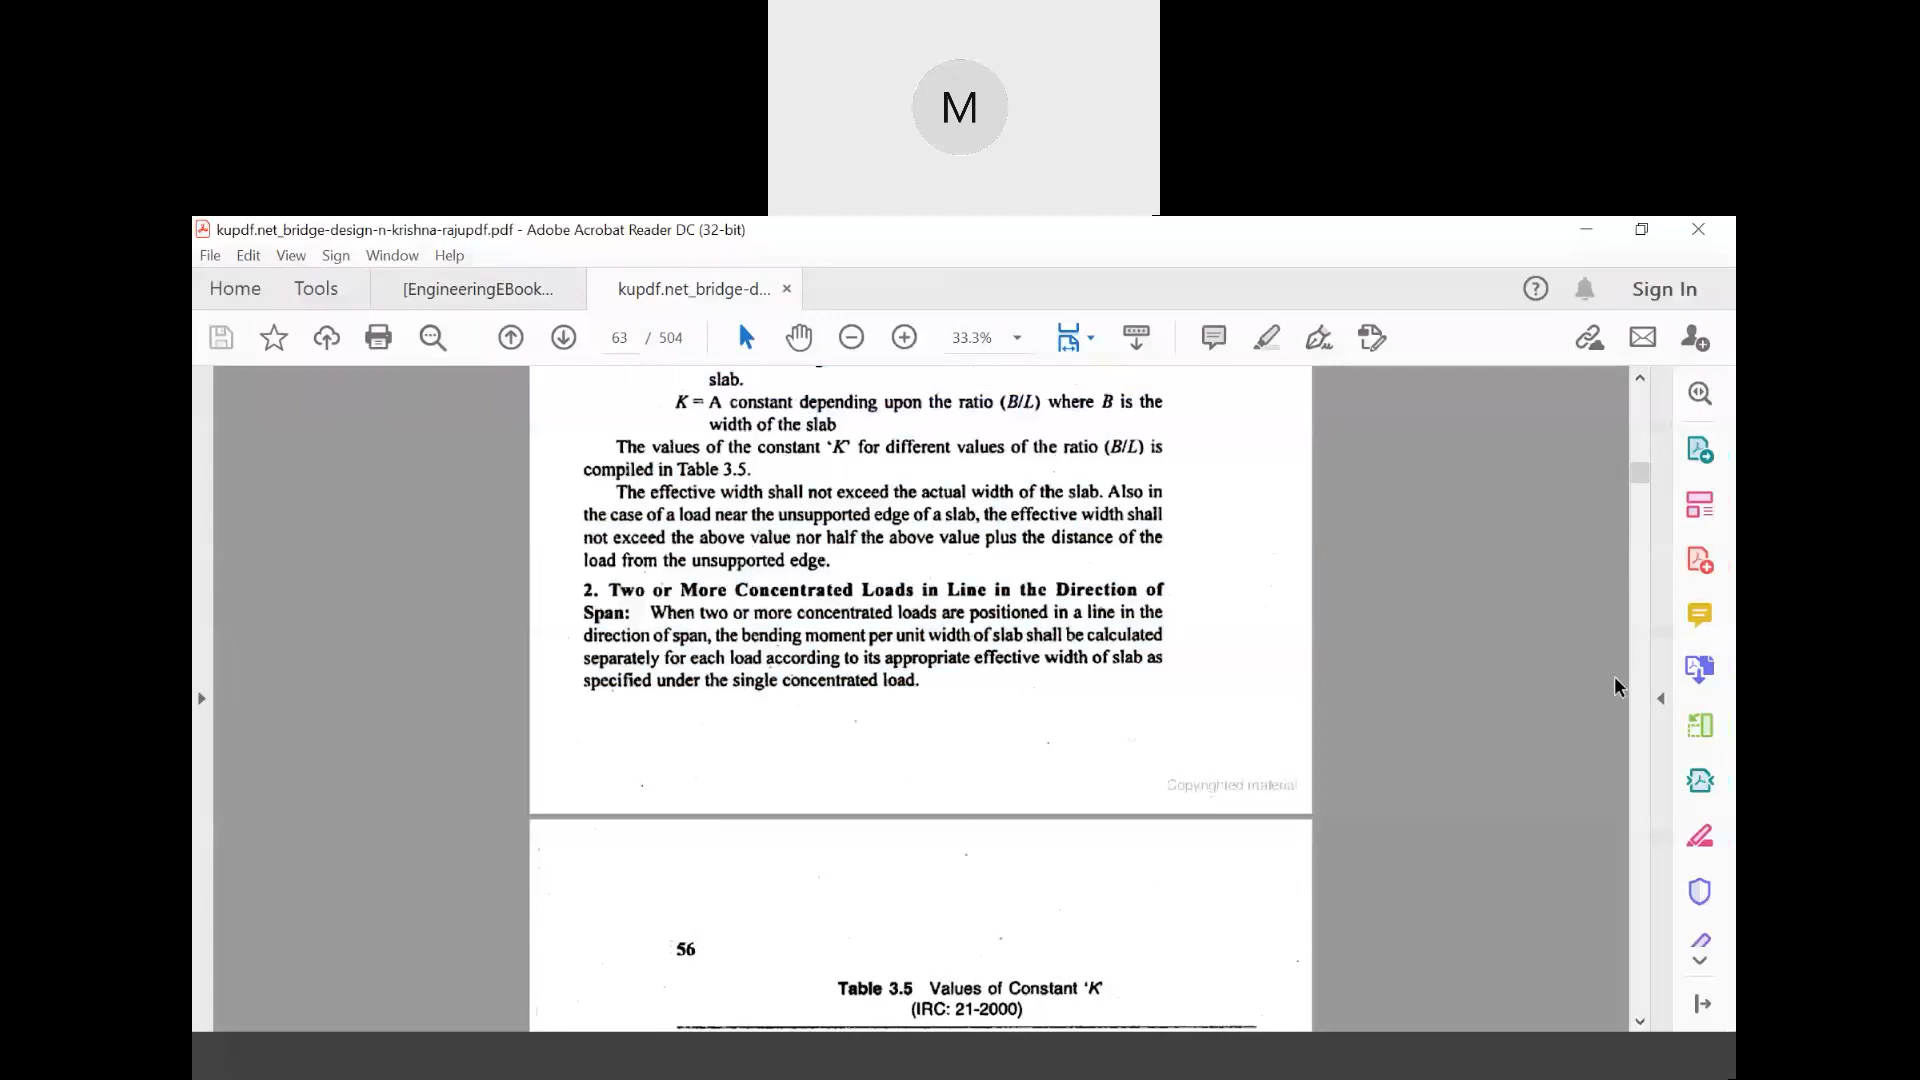 M
kupdf.net_bridge-design-n-krishna-rajupdf.pdf - Adobe Acrobat Reader DC (32-bit)
File Edit View Sign Window Help
Home Tools [EngineeringEBook... kupdf.net_bridge-d... × Sign In
63 / 504 33.3%
slab.
K = A constant depending upon the ratio (B/L) where B is the
width of the slab
The values of the constant ‘K’ for different values of the ratio (B/L) is
compiled in Table 3.5.
The effective width shall not exceed the actual width of the slab. Also in
the case of a load near the unsupported edge of a slab, the effective width shall
not exceed the above value nor half the above value plus the distance of the
load from the unsupported edge.
2. Two or More Concentrated Loads in Line in the Direction of
Span: When two or more concentrated loads are positioned in a line in the
direction of span, the bending moment per unit width of slab shall be calculated
separately for each load according to its appropriate effective width of slab as
specified under the single concentrated load.
Copyrighted material
56
Table 3.5 Values of Constant ‘K’
(IRC: 21-2000)